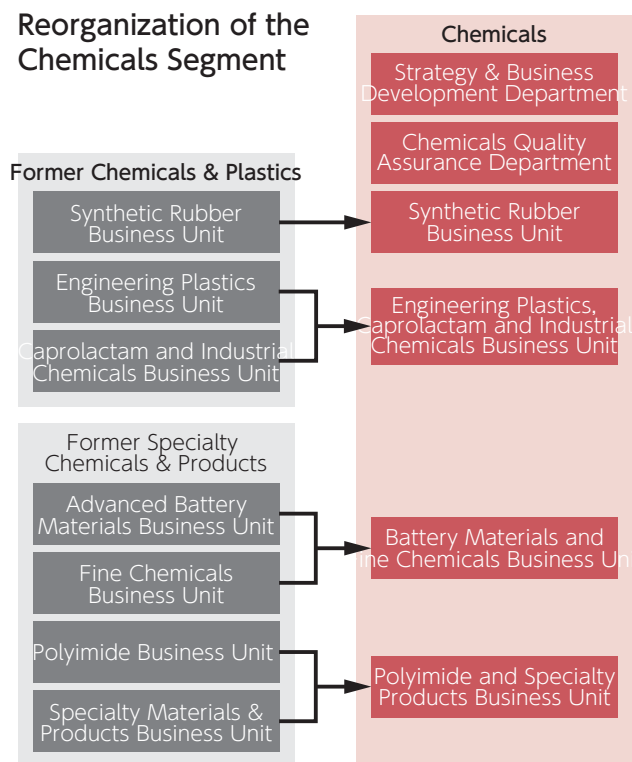 Reorganization of the
Chemicals Segment
Former Chemicals & Plastics
Synthetic Rubber
Business Unit
Engineering Plastics
Business Unit
Caprolactam and Industrial
Chemicals Business Unit
Former Specialty
Chemicals & Products
Advanced Battery
Materials Business Unit
Fine Chemicals
Business Unit
Polyimide Business Unit
Specialty Materials &
Products Business Unit
Chemicals
Strategy & Business
Development Department
Chemicals Quality
Assurance Department
Synthetic Rubber
Business Unit
Engineering Plastics,
Caprolactam and Industrial
Chemicals Business Unit
Battery Materials and
Fine Chemicals Business Unit
Polyimide and Specialty
Products Business Unit